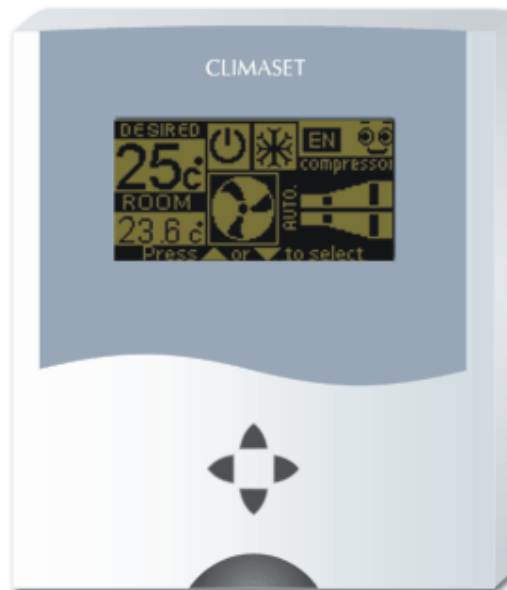 CLIMASET
DESIRED
25c
EN
compressor
ROOM
AUTO.
23.6 c
Press or to select